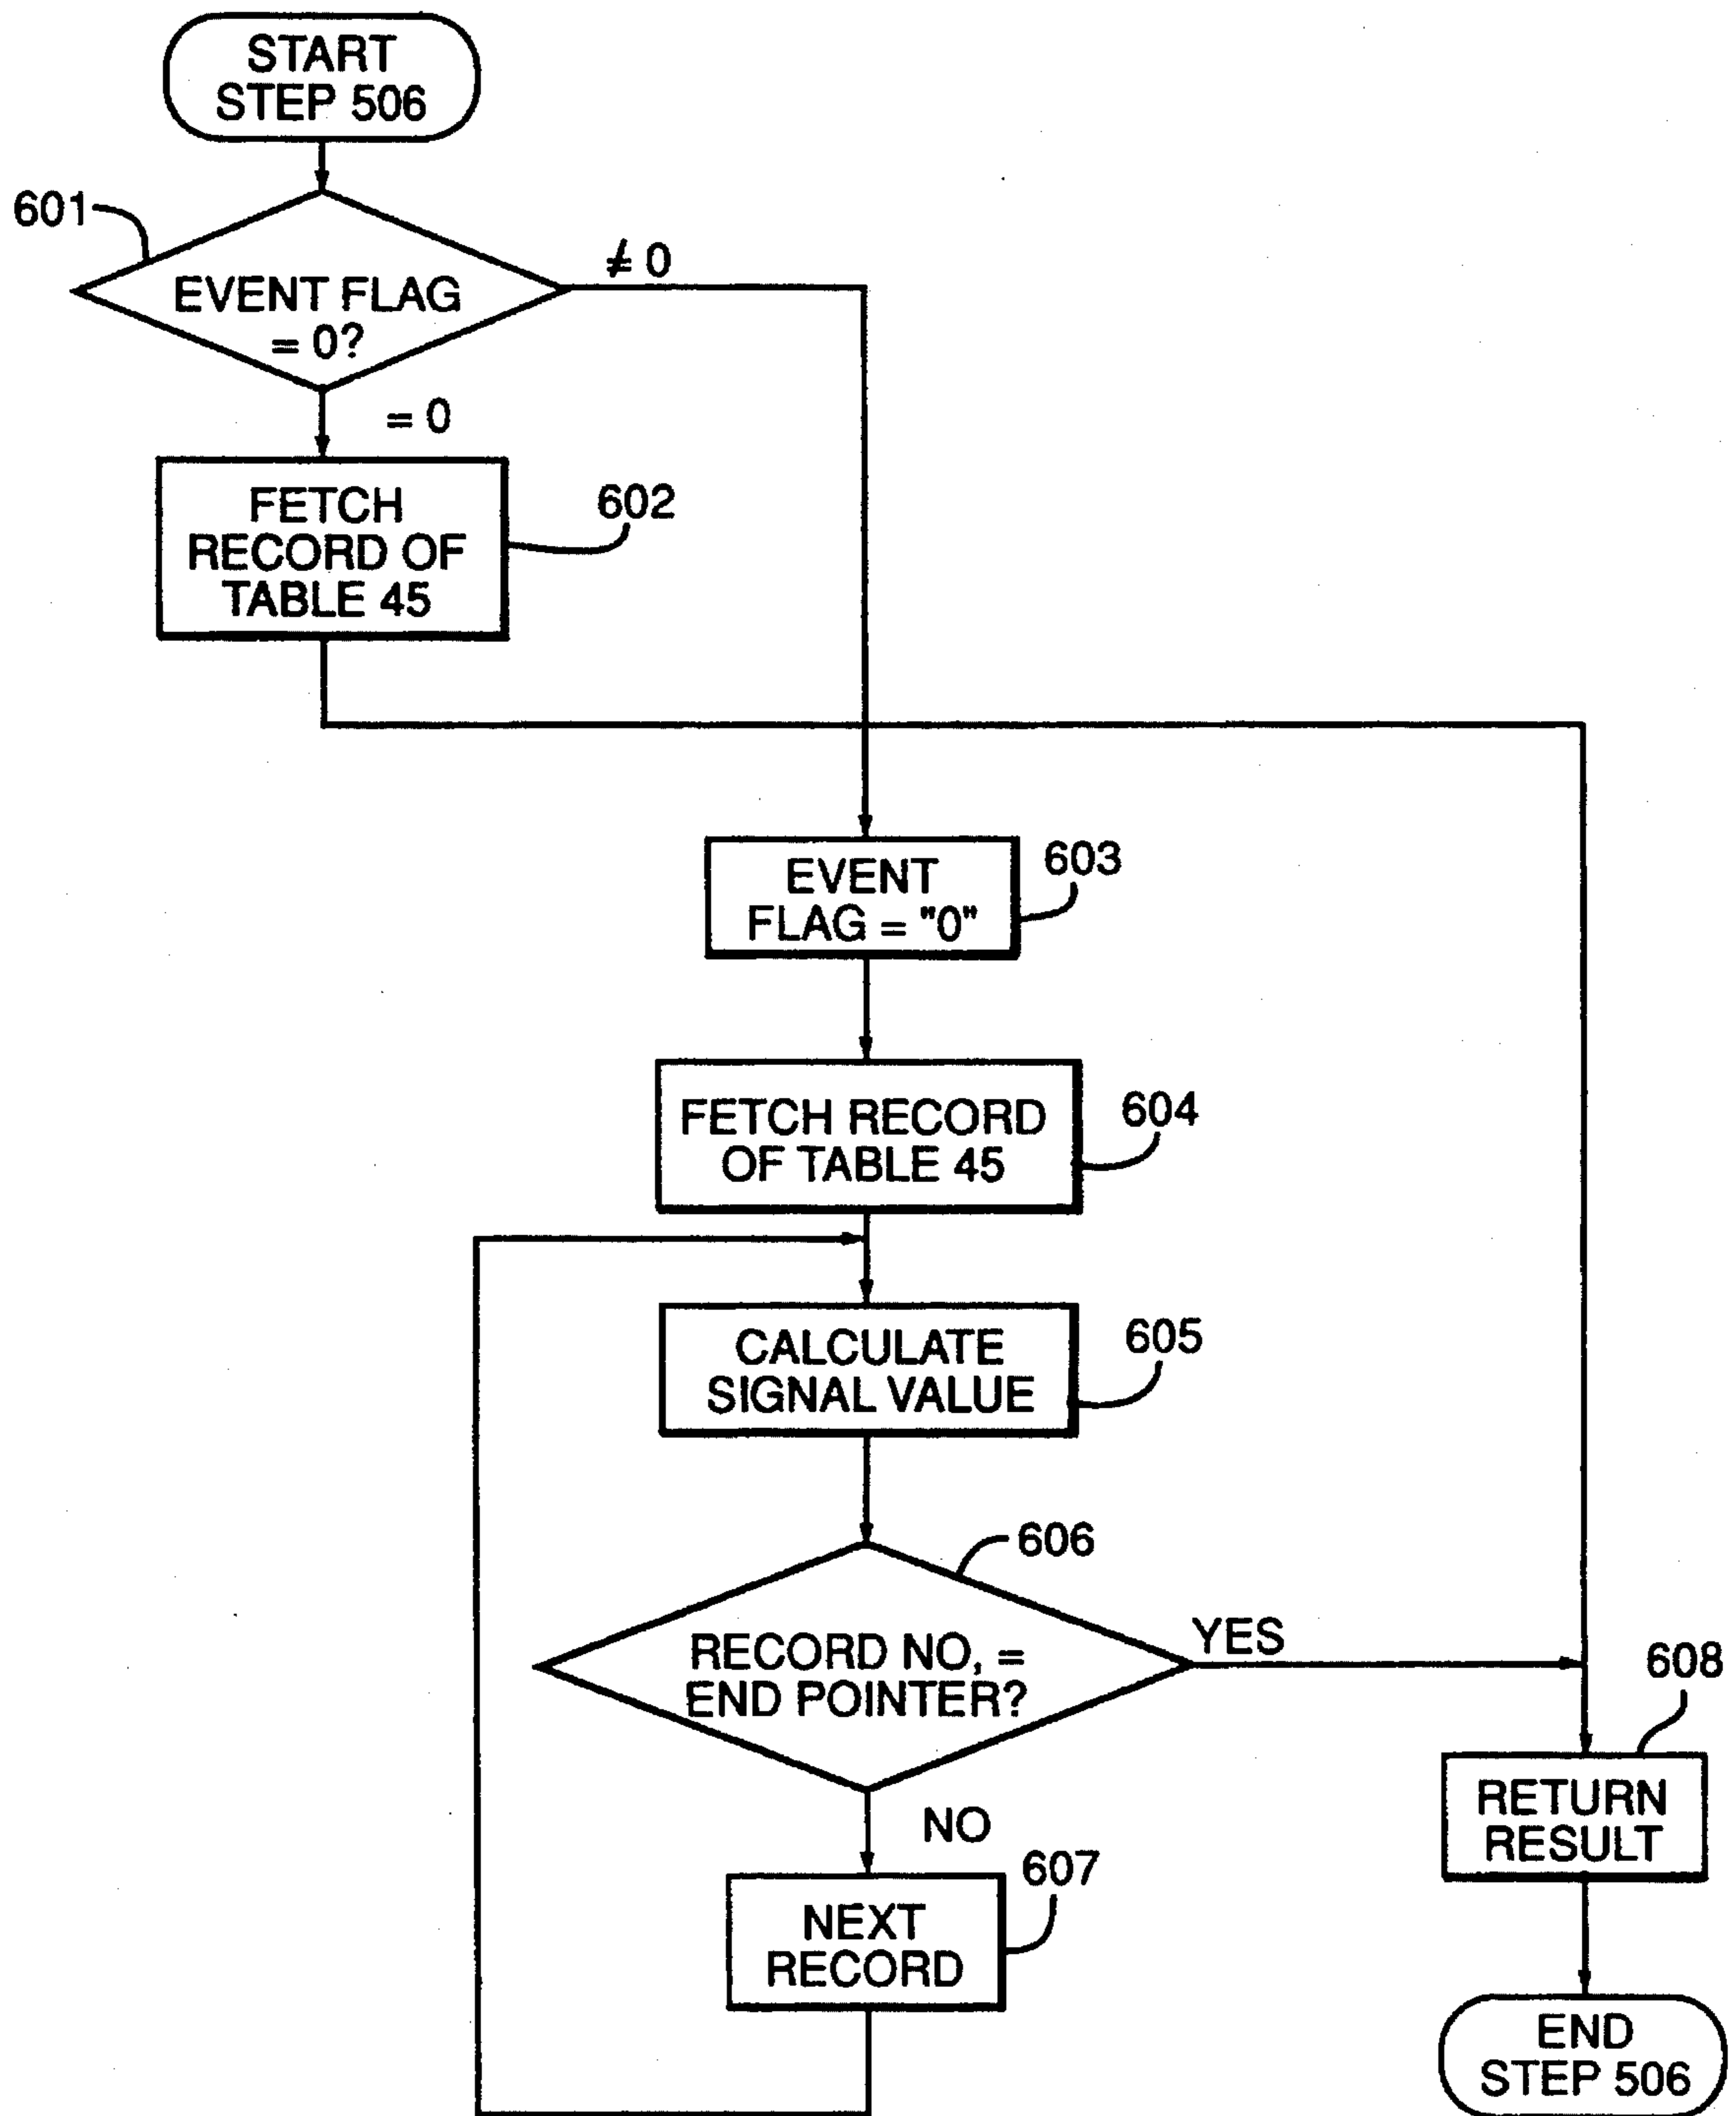 START
STEP 506
601
EVENT FLAG
= 0?
≠ 0
= 0
FETCH
RECORD OF
TABLE 45
602
EVENT
FLAG = "0"
603
FETCH RECORD
OF TABLE 45
604
CALCULATE
SIGNAL VALUE
605
606
RECORD NO, =
END POINTER?
YES
NO
NEXT
RECORD
607
608
RETURN
RESULT
END
STEP 506